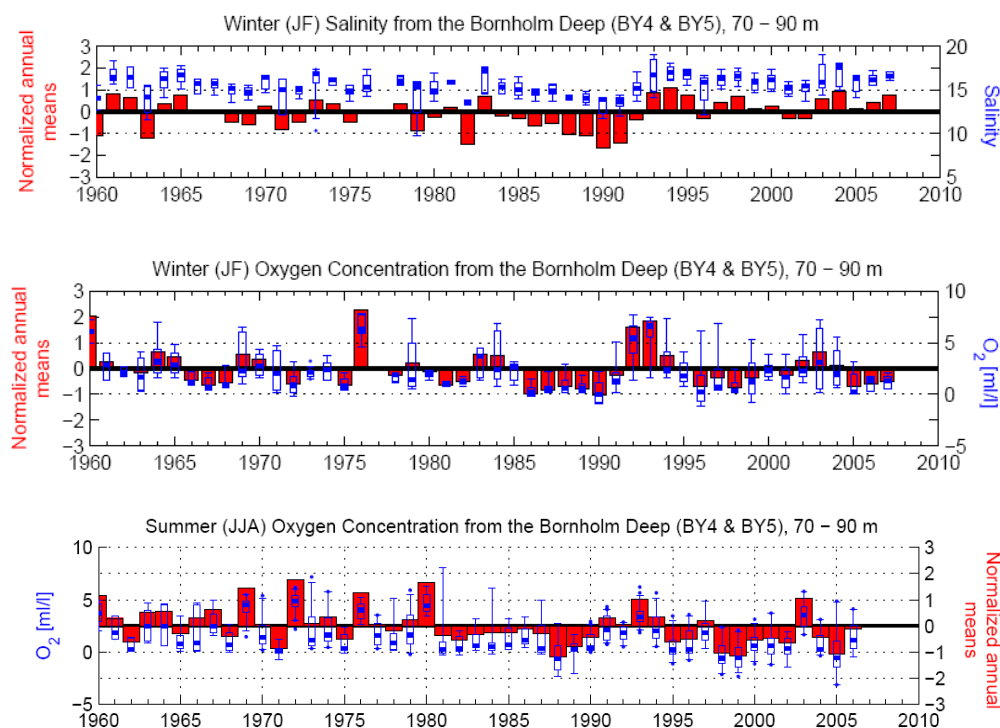 Winter (JF) Salinity from the Bornholm Deep (BY4 & BY5), 70 − 90 m
Normalized annual
means
3
2
1
0
−1
−2
−3
20
15
10
5
Salinity
1960 1965 1970 1975 1980 1985 1990 1995 2000 2005 2010
Winter (JF) Oxygen Concentration from the Bornholm Deep (BY4 & BY5), 70 − 90 m
Normalized annual
means
3
2
1
0
−1
−2
−3
10
5
0
−5
O2 [ml/l]
1960 1965 1970 1975 1980 1985 1990 1995 2000 2005 2010
Summer (JJA) Oxygen Concentration from the Bornholm Deep (BY4 & BY5), 70 − 90 m
O2 [ml/l]
10
5
0
−5
3
2
1
0
−1
−2
−3
Normalized annual
means
1960 1965 1970 1975 1980 1985 1990 1995 2000 2005 2010